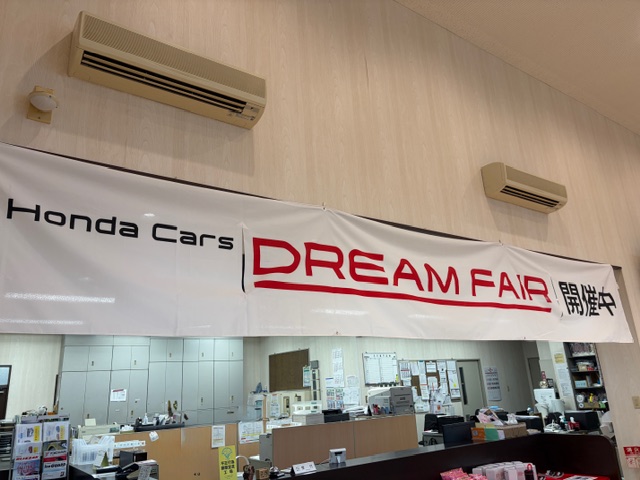 Honda Cars DREAM FAIR 開催中